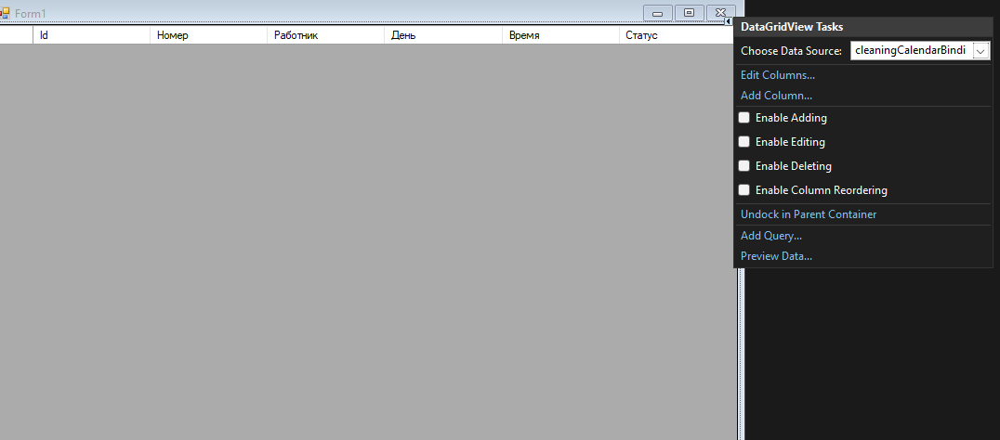 Form1
Id Номер Работник День Время Статус
DataGridView Tasks
Choose Data Source: cleaningCalendarBindi
Edit Columns...
Add Column...
Enable Adding
Enable Editing
Enable Deleting
Enable Column Reordering
Undock in Parent Container
Add Query...
Preview Data...